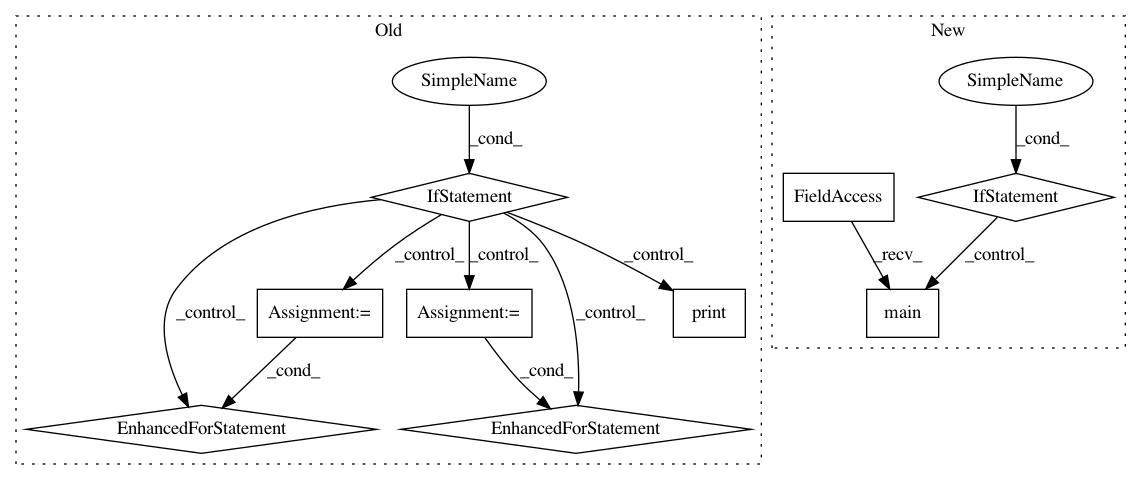 Old
New
SimpleName
SimpleName
_cond_
_cond_
IfStatement
FieldAccess
IfStatement
_control_
_control_
_control_
_recv_
_control_
_control_
_control_
Assignment:=
Assignment:=
print
main
_cond_
_cond_
EnhancedForStatement
EnhancedForStatement